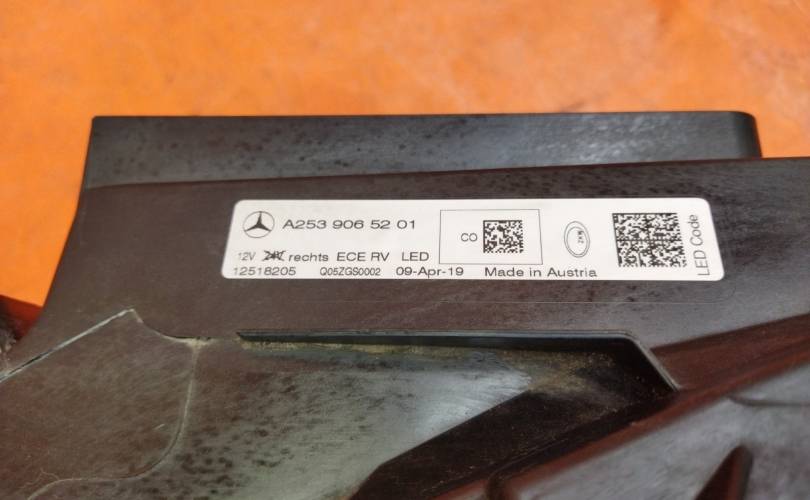 A253 906 52 01
CO
ZKW
12V rechts ECE RV LED
12518205 Q05ZGS0002 09-Apr-19 Made in Austria
LED Code